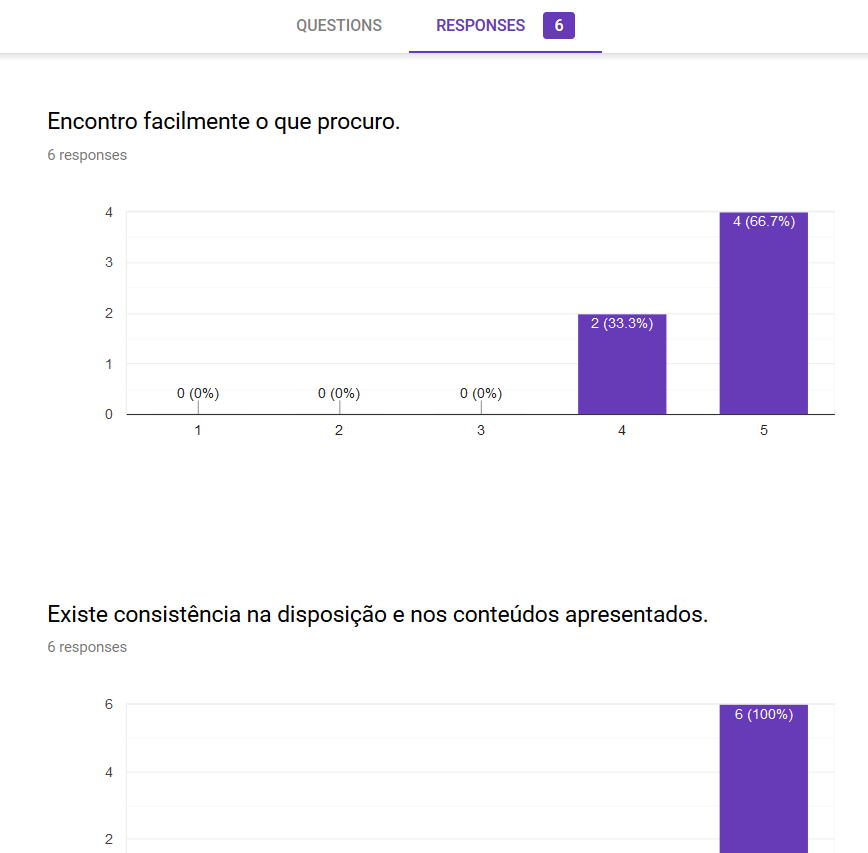 QUESTIONS RESPONSES 6
Encontro facilmente o que procuro.
6 responses
4
4 (66.7%)
3
2
2 (33.3%)
1
0 (0%) 0 (0%) 0 (0%)
0
1 2 3 4 5
Existe consistência na disposição e nos conteúdos apresentados.
6 responses
6
6 (100%)
4
2